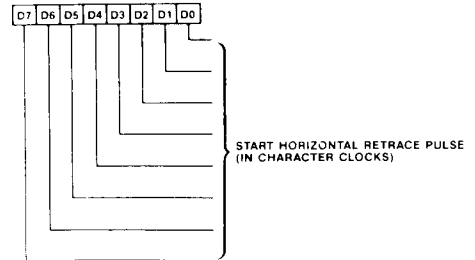 D7 D6 D5 D4 D3 D2 D1 D0
START HORIZONTAL RETRACE PULSE
(IN CHARACTER CLOCKS)